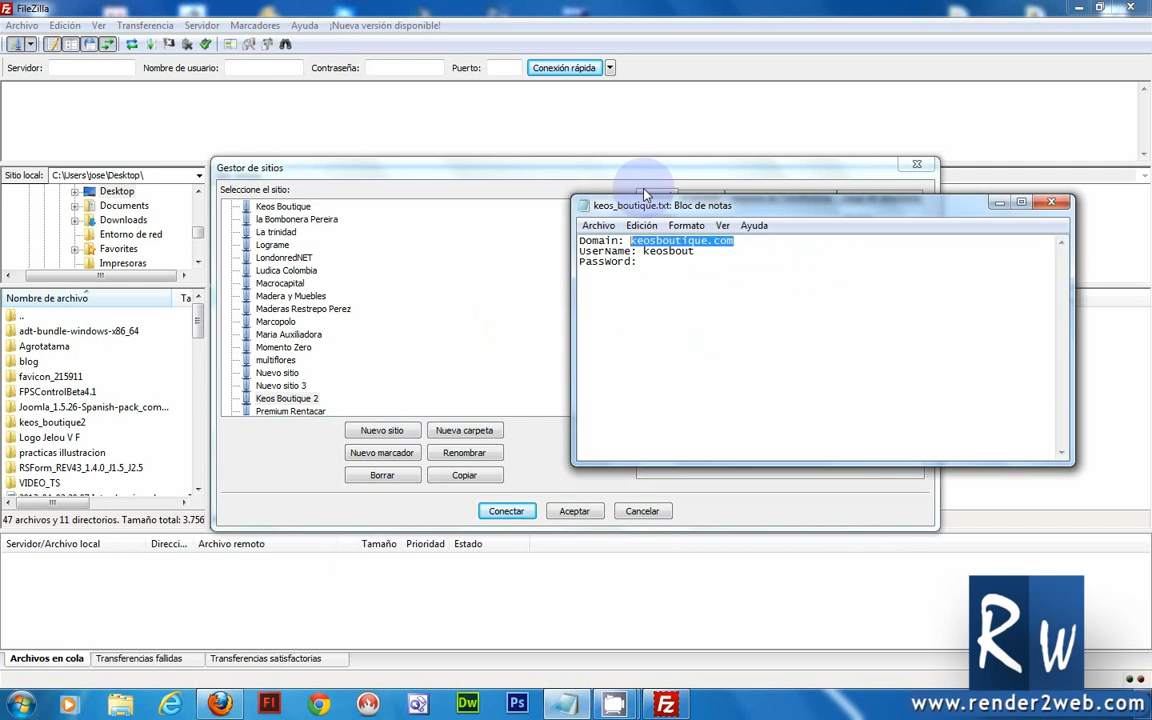 FileZilla
Archivo Edición Ver Transferencia Servidor Marcadores Ayuda ¡Nueva versión disponible!
Servidor: Nombre de usuario: Contraseña: Puerto: Conexión rápida
Gestor de sitios
Sitio local: C:\Users\jose\Desktop\
Seleccione el sitio:
Desktop
Documents
Downloads
Entorno de red
Favorites
Impresoras
Keos Boutique
la Bombonera Pereira
La trinidad
Lograme
LondonredNET
Ludica Colombia
Macrocapital
Madera y Muebles
Maderas Restrepo Perez
Marcopolo
Maria Auxiliadora
Momento Zero
multiflores
Nuevo sitio
Nuevo sitio 3
Keos Boutique 2
Premium Rentacar
keos_boutique.txt: Bloc de notas
Archivo Edición Formato Ver Ayuda
Domain: keosboutique.com
UserName: keosbout
PassWord:
Nombre de archivo Ta
..
adt-bundle-windows-x86_64
Agrotatama
blog
favicon_215911
FPSControlBeta4.1
Joomla_1.5.26-Spanish-pack_com...
keos_boutique2
Logo Jelou V F
practicas illustracion
RSForm_REV43_1.4.0_J1.5_J2.5
VIDEO_TS
Nuevo sitio Nueva carpeta
Nuevo marcador Renombrar
Borrar Copiar
Conectar Aceptar Cancelar
47 archivos y 11 directorios. Tamaño total: 3.756
Servidor/Archivo local Direcci... Archivo remoto Tamaño Prioridad Estado
Archivos en cola Transferencias fallidas Transferencias satisfactorias
Rw
www.render2web.com
Fl Dw Ps Fz